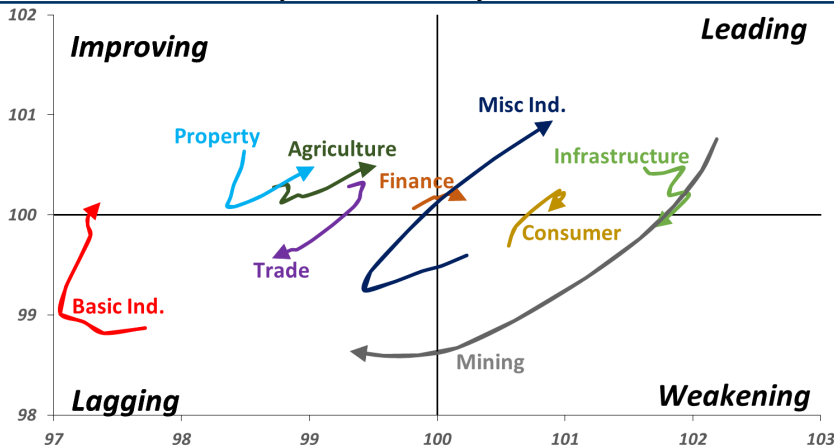 102
Improving
Leading
101
Misc Ind.
Property
Agriculture
Infrastructure
Finance
100
Consumer
Trade
Basic Ind.
99
Mining
Lagging
Weakening
98
97 98 99 100 101 102 103